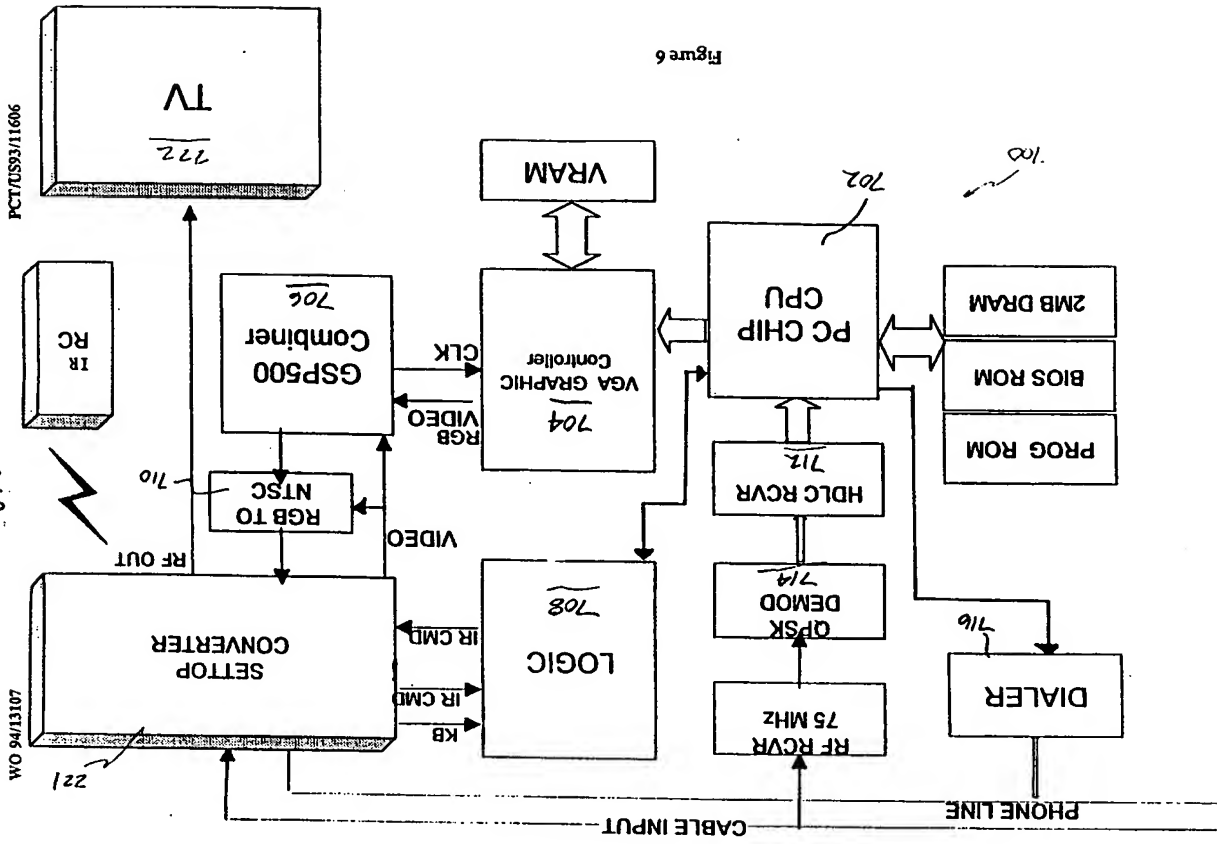 CABLE INPUT
PHONE LINE
WO 94/13107
PCT/US93/11606
DIALER
716
RF RCVR
75 MHz
QPSK
DEMOD
714
HDLC RCVR
712
LOGIC
708
KB
IR CMD
IR CMD
221
SETTOP
CONVERTER
VIDEO
RF OUT
RGB TO
NTSC
710
PROG ROM
BIOS ROM
2MB DRAM
PC CHIP
CPU
702
704
VGA GRAPHIC
Controller
RGB
VIDEO
CLK
GSP500
Combiner
706
IR
RC
VRAM
222
TV
Figure 6